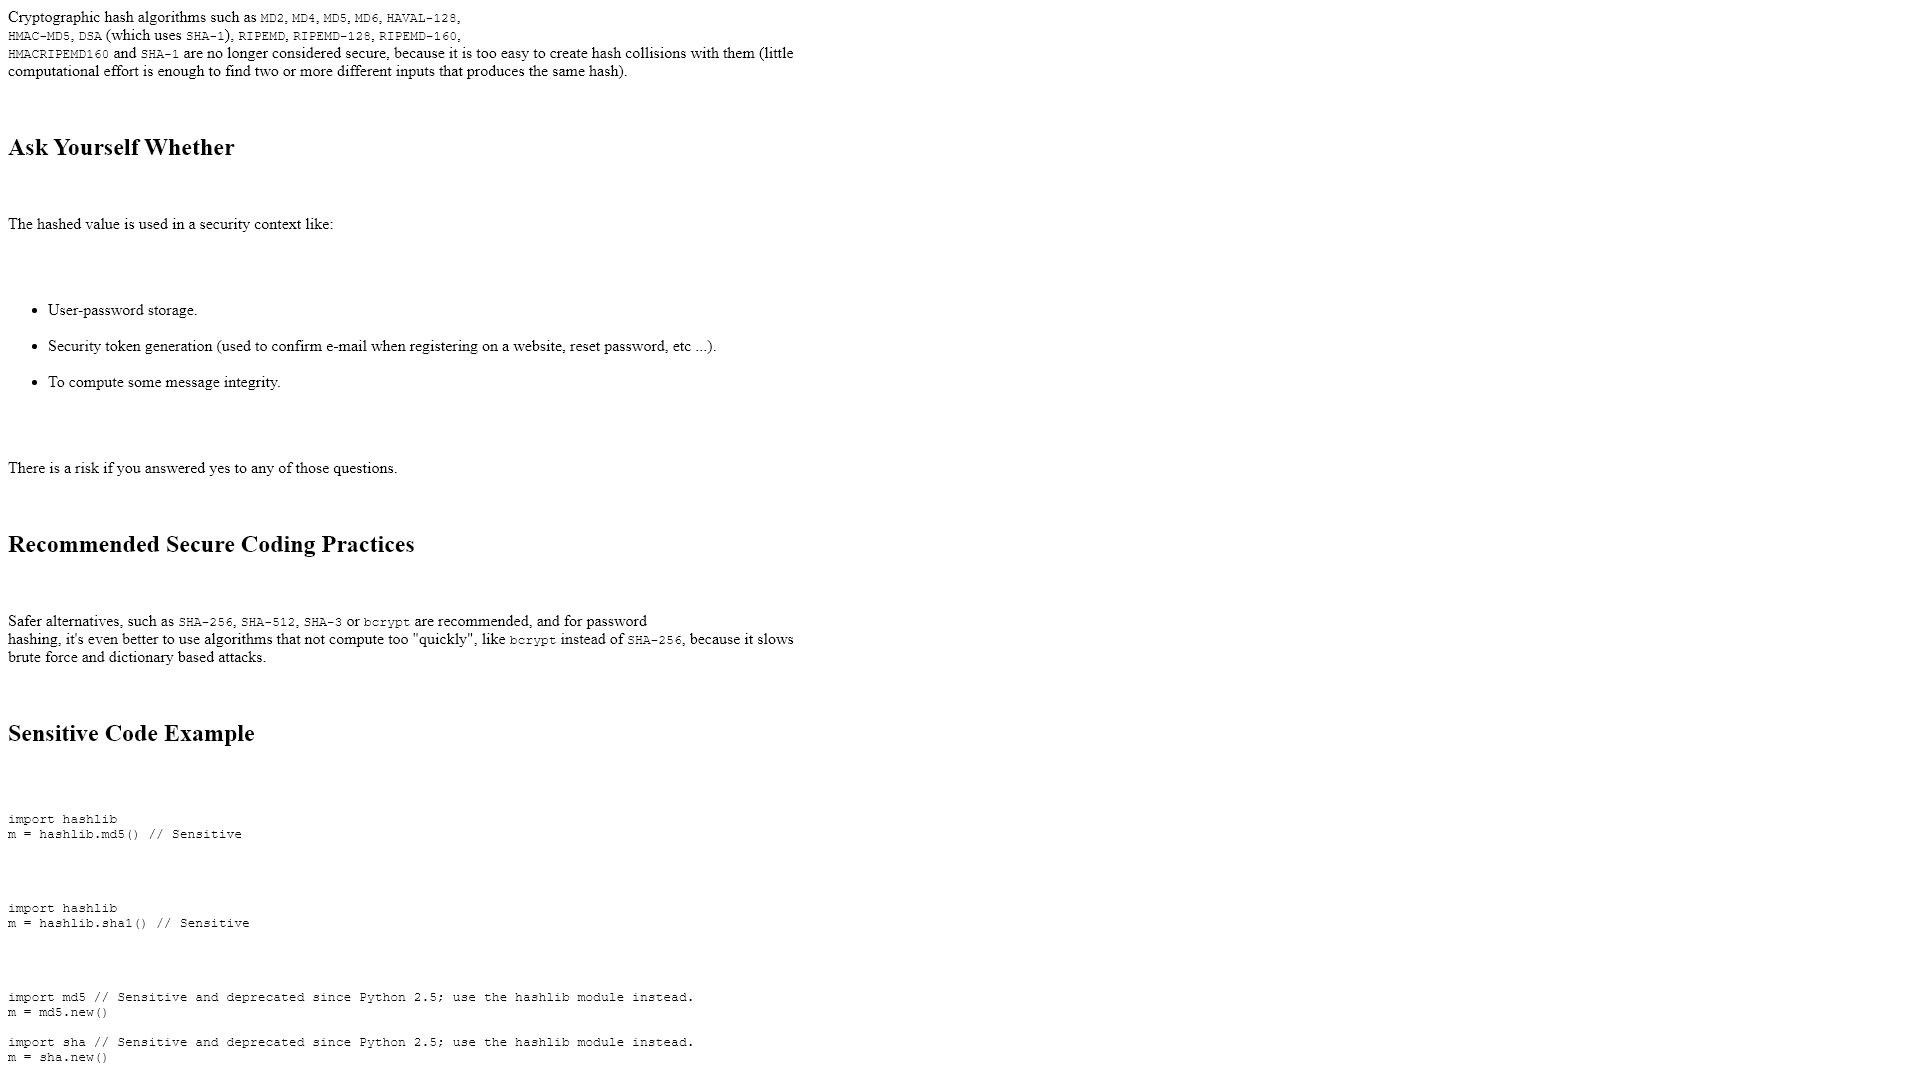 Cryptographic hash algorithms such as MD2, MD4, MD5, MD6, HAVAL-128,
HMAC-MD5, DSA (which uses SHA-1), RIPEMD, RIPEMD-128, RIPEMD-160,
HMACRIPEMD160 and SHA-1 are no longer considered secure, because it is too easy to create hash collisions with them (little
computational effort is enough to find two or more different inputs that produces the same hash).
Ask Yourself Whether
The hashed value is used in a security context like:
• User-password storage.
• Security token generation (used to confirm e-mail when registering on a website, reset password, etc ...).
• To compute some message integrity.
There is a risk if you answered yes to any of those questions.
Recommended Secure Coding Practices
Safer alternatives, such as SHA-256, SHA-512, SHA-3 or bcrypt are recommended, and for password
hashing, it's even better to use algorithms that not compute too "quickly", like bcrypt instead of SHA-256, because it slows
brute force and dictionary based attacks.
Sensitive Code Example
import hashlib
m = hashlib.md5() // Sensitive
import hashlib
m = hashlib.sha1() // Sensitive
import md5 // Sensitive and deprecated since Python 2.5; use the hashlib module instead.
m = md5.new()
import sha // Sensitive and deprecated since Python 2.5; use the hashlib module instead.
m = sha.new()